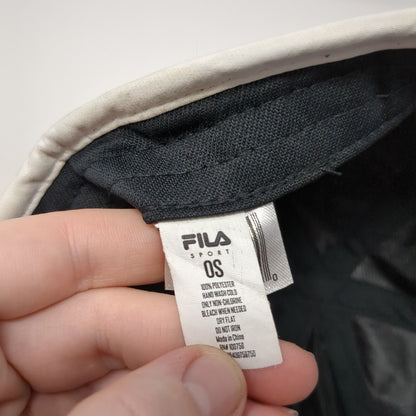 FILA
SPORT
OS
100% POLYESTER
HAND WASH COLD
ONLY NON-CHLORINE
BLEACH WHEN NEEDED
DRY FLAT
DO NOT IRON
Made in China